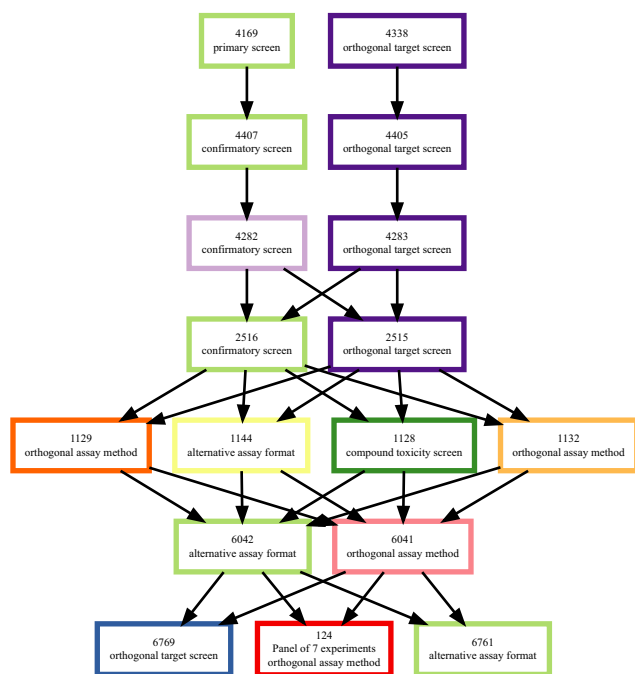 4169
primary screen
4338
orthogonal target screen
4407
confirmatory screen
4405
orthogonal target screen
4282
confirmatory screen
4283
orthogonal target screen
2516
confirmatory screen
2515
orthogonal target screen
1129
orthogonal assay method
1144
alternative assay format
1128
compound toxicity screen
1132
orthogonal assay method
6042
alternative assay format
6041
orthogonal assay method
6769
orthogonal target screen
124
Panel of 7 experiments
orthogonal assay method
6761
alternative assay format